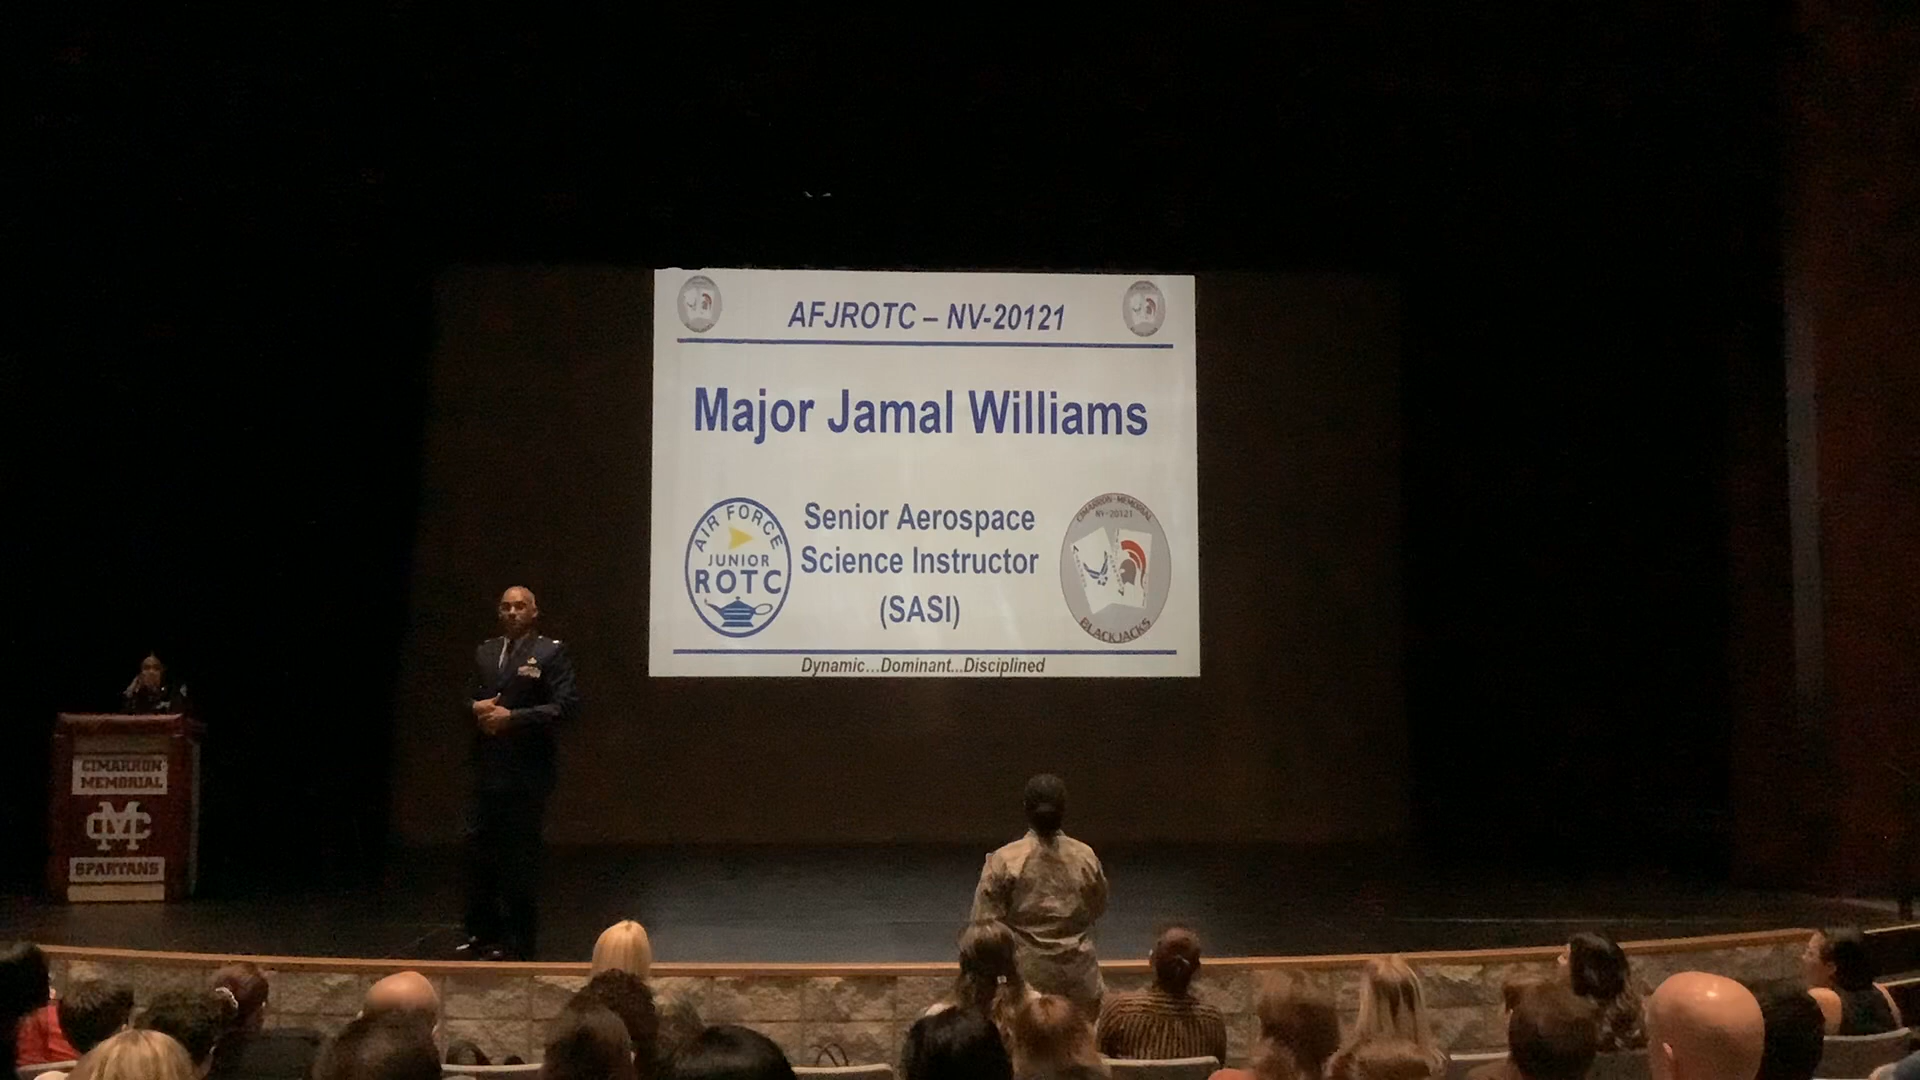 AFJROTC – NV-20121
Major Jamal Williams
AIR FORCE
JUNIOR
ROTC
Senior Aerospace
Science Instructor
(SASI)
CIMARRON-MEMORIAL
NV-20121
BLACKJACKS
Dynamic...Dominant...Disciplined
CIMARRON
MEMORIAL
CM
SPARTANS